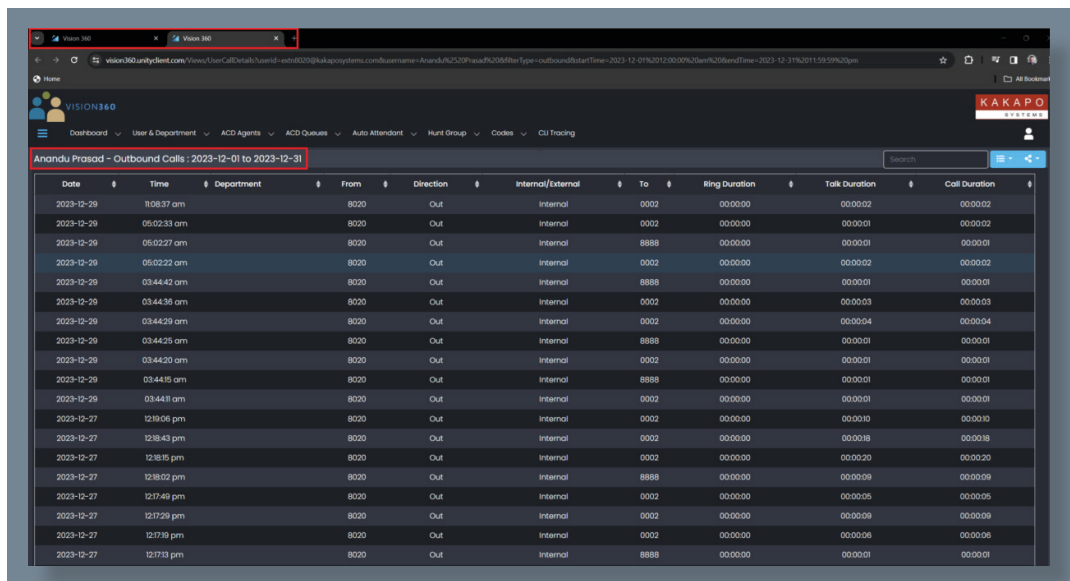 Vision 360 × Vision 360 × +
vision360.unityclient.com/Views/UserCallDetails?userid=extn8020@kakaposystems.com&username=Anandu%2520Prasad%208&filterType=outbound&startTime=2023-12-01%2012:00:00%20am%20&endTime=2023-12-31%2011:59:59%20pm
Home
All Bookmark
VISION360
KAKAPO
SYSTEMS
Dashboard User & Department ACD Agents ACD Queues Auto Attendant Hunt Group Codes CLI Tracing
Anandu Prasad - Outbound Calls : 2023-12-01 to 2023-12-31 Search
Date Time Department From Direction Internal/External To Ring Duration Talk Duration Call Duration
2023-12-29 11:08:37 am 8020 Out Internal 0002 00:00:00 00:00:02 00:00:02
2023-12-29 05:02:33 am 8020 Out Internal 0002 00:00:00 00:00:01 00:00:02
2023-12-29 05:02:27 am 8020 Out Internal 8888 00:00:00 00:00:01 00:00:01
2023-12-29 05:02:22 am 8020 Out Internal 0002 00:00:00 00:00:02 00:00:02
2023-12-29 03:44:42 am 8020 Out Internal 8888 00:00:00 00:00:01 00:00:01
2023-12-29 03:44:36 am 8020 Out Internal 0002 00:00:00 00:00:03 00:00:03
2023-12-29 03:44:29 am 8020 Out Internal 0002 00:00:00 00:00:04 00:00:04
2023-12-29 03:44:25 am 8020 Out Internal 8888 00:00:00 00:00:01 00:00:01
2023-12-29 03:44:20 am 8020 Out Internal 0002 00:00:00 00:00:01 00:00:01
2023-12-29 03:44:15 am 8020 Out Internal 8888 00:00:00 00:00:01 00:00:01
2023-12-29 03:44:11 am 8020 Out Internal 0002 00:00:00 00:00:01 00:00:01
2023-12-27 12:19:06 pm 8020 Out Internal 0002 00:00:00 00:00:10 00:00:10
2023-12-27 12:18:43 pm 8020 Out Internal 0002 00:00:00 00:00:18 00:00:18
2023-12-27 12:18:15 pm 8020 Out Internal 0002 00:00:00 00:00:20 00:00:20
2023-12-27 12:18:02 pm 8020 Out Internal 8888 00:00:00 00:00:09 00:00:09
2023-12-27 12:17:49 pm 8020 Out Internal 0002 00:00:00 00:00:05 00:00:05
2023-12-27 12:17:29 pm 8020 Out Internal 0002 00:00:00 00:00:09 00:00:09
2023-12-27 12:17:19 pm 8020 Out Internal 0002 00:00:00 00:00:06 00:00:06
2023-12-27 12:17:13 pm 8020 Out Internal 8888 00:00:00 00:00:01 00:00:01